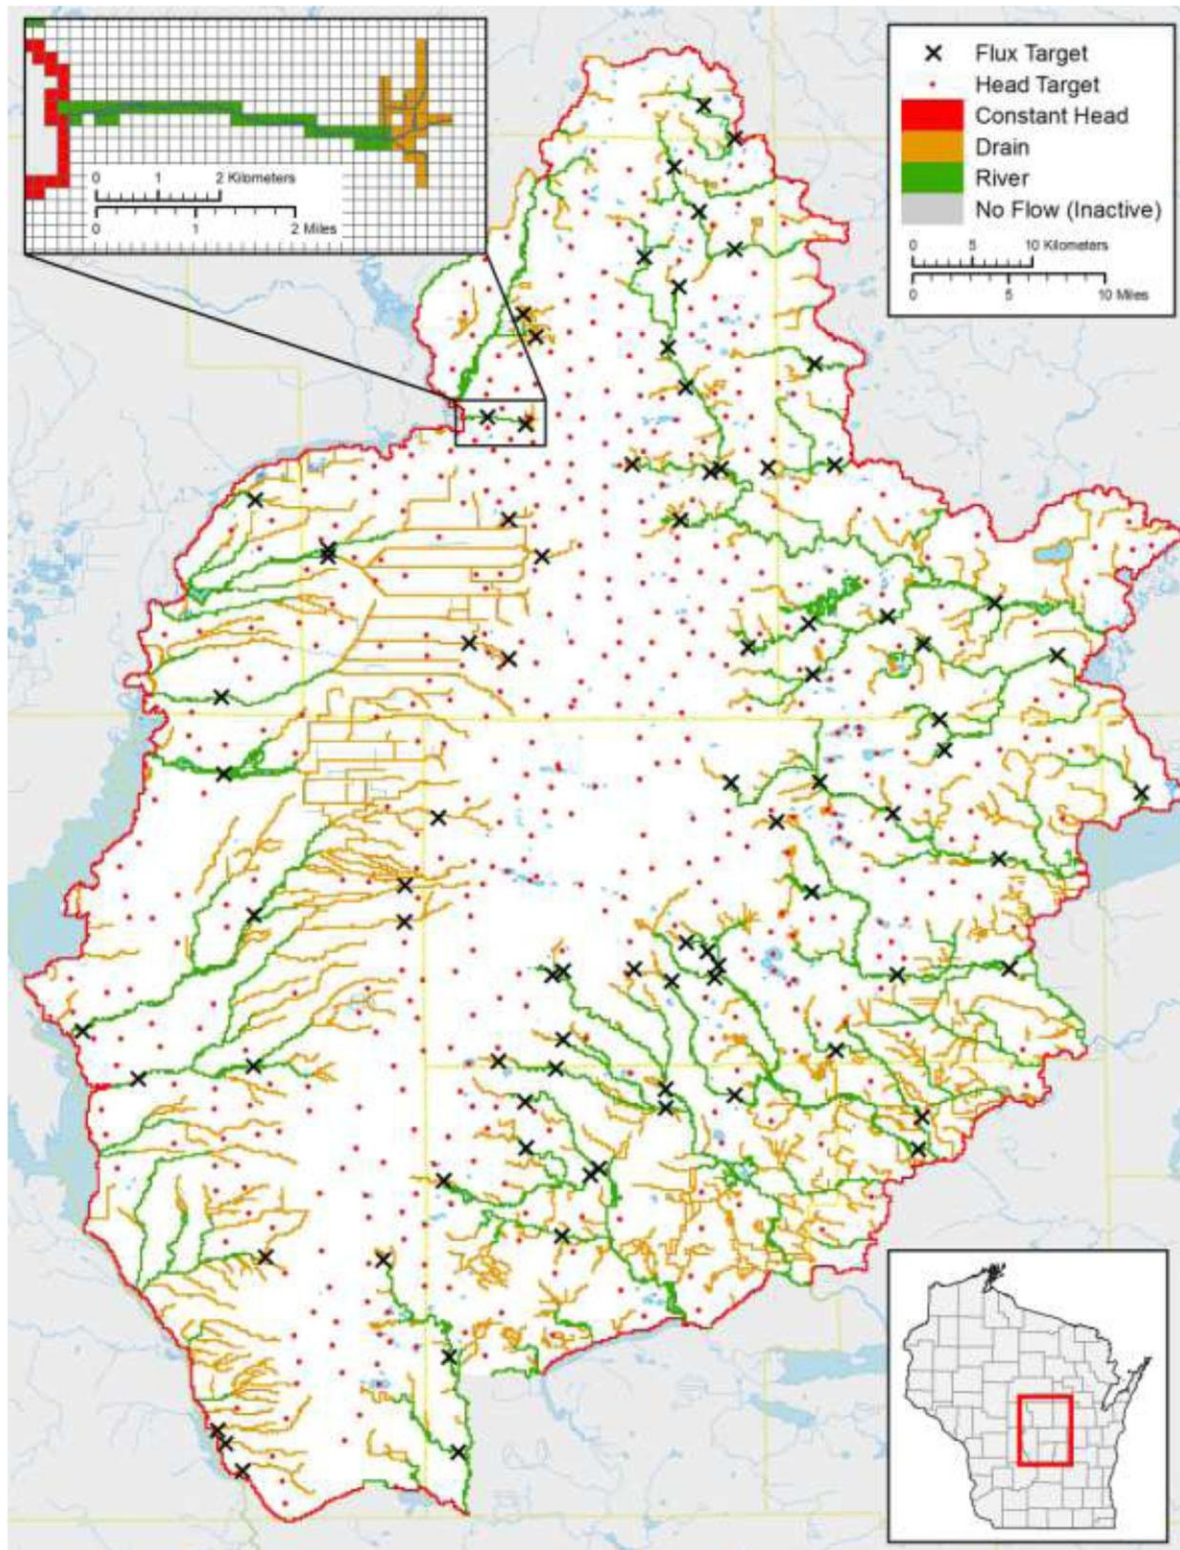 Flux Target
Head Target
Constant Head
Drain
River
No Flow (Inactive)
0 5 10 Kilometers
0 5 10 Miles
0 1 2 Kilometers
0 1 2 Miles